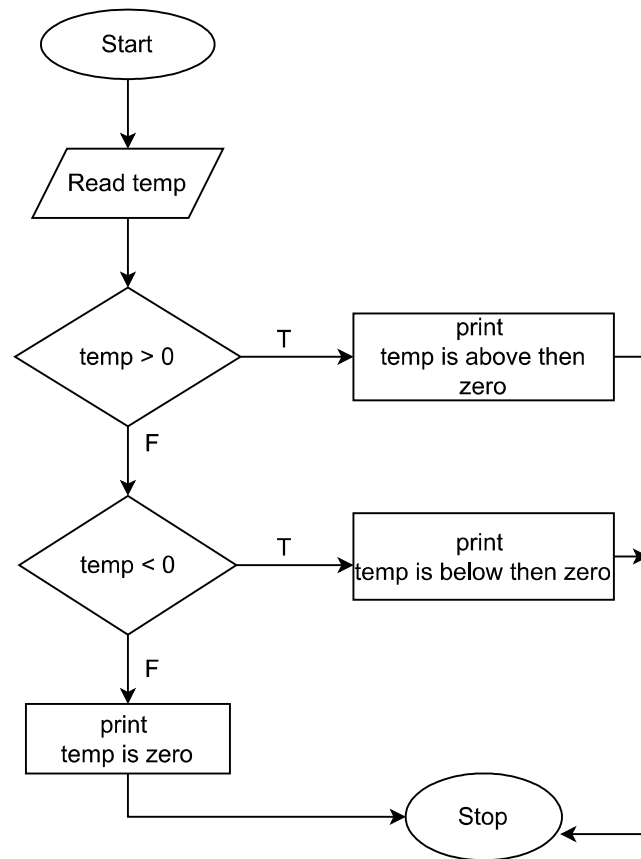 Start
Read temp
temp > 0
T
print
temp is above then
zero
F
temp < 0
T
print
temp is below then zero
F
print
temp is zero
Stop